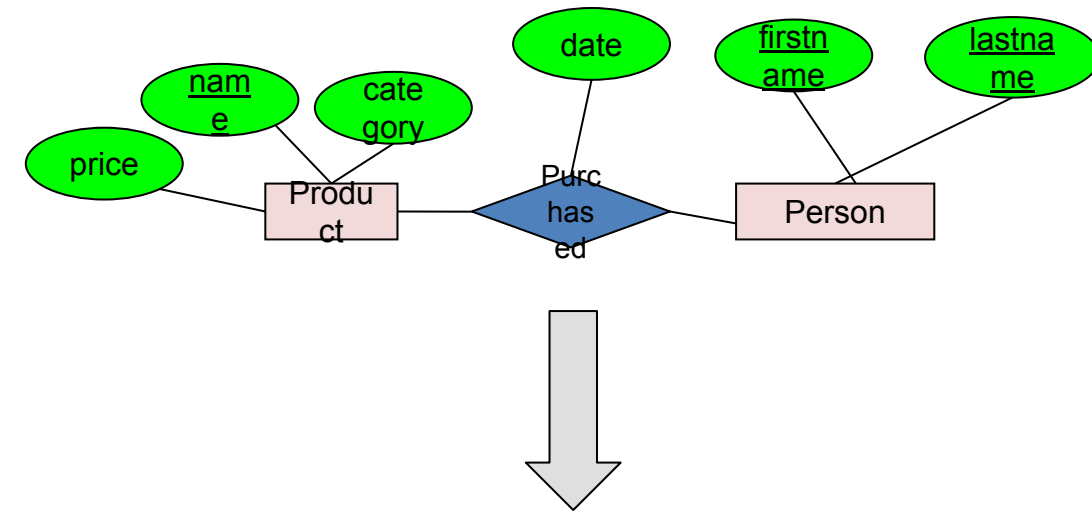 price
nam
e
cate
gory
date
firstn
ame
lastna
me
Produ
ct
Purc
has
ed
Person